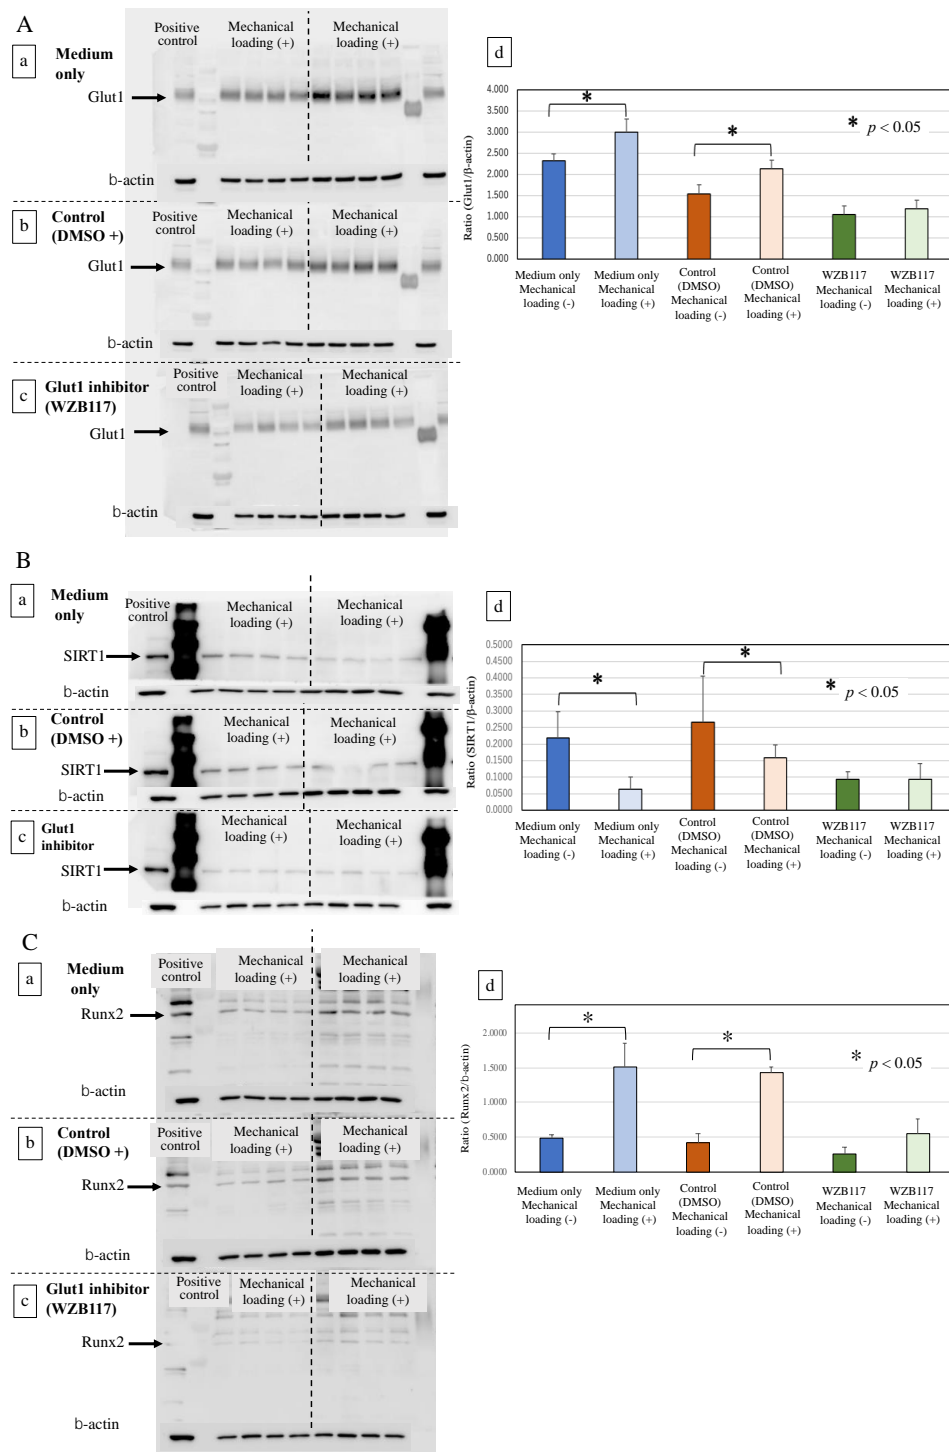 A
a
Medium
only
Positive
control
Mechanical
loading (+)
Mechanical
loading (+)
Glut1
b-actin
b
Control
(DMSO +)
Positive
control
Mechanical
loading (+)
Mechanical
loading (+)
Glut1
b-actin
c
Glut1 inhibitor
(WZB117)
Positive
control
Mechanical
loading (+)
Mechanical
loading (+)
Glut1
b-actin
d
Ratio (Glut1/β-actin)
4.000
3.500
3.000
2.500
2.000
1.500
1.000
0.500
0.000
*
*
* p < 0.05
Medium only
Mechanical
loading (-)
Medium only
Mechanical
loading (+)
Control
(DMSO)
Mechanical
loading (-)
Control
(DMSO)
Mechanical
loading (+)
WZB117
Mechanical
loading (-)
WZB117
Mechanical
loading (+)
B
a
Medium
only
Positive
control
Mechanical
loading (+)
Mechanical
loading (+)
SIRT1
b-actin
b
Control
(DMSO +)
Mechanical
loading (+)
Mechanical
loading (+)
SIRT1
b-actin
c
Glut1
inhibitor
Mechanical
loading (+)
Mechanical
loading (+)
SIRT1
b-actin
d
Ratio (SIRT1/β-actin)
0.5000
0.4500
0.4000
0.3500
0.3000
0.2500
0.2000
0.1500
0.1000
0.0500
0.0000
*
*
* p < 0.05
Medium only
Mechanical
loading (-)
Medium only
Mechanical
loading (+)
Control
(DMSO)
Mechanical
loading (-)
Control
(DMSO)
Mechanical
loading (+)
WZB117
Mechanical
loading (-)
WZB117
Mechanical
loading (+)
C
a
Medium
only
Positive
control
Mechanical
loading (+)
Mechanical
loading (+)
Runx2
b-actin
b
Control
(DMSO +)
Positive
control
Mechanical
loading (+)
Mechanical
loading (+)
Runx2
b-actin
c
Glut1 inhibitor
(WZB117)
Positive
control
Mechanical
loading (+)
Mechanical
loading (+)
Runx2
b-actin
d
Ratio (Runx2/b-actin)
2.0000
1.5000
1.0000
0.5000
0.0000
*
*
* p < 0.05
Medium only
Mechanical
loading (-)
Medium only
Mechanical
loading (+)
Control
(DMSO)
Mechanical
loading (-)
Control
(DMSO)
Mechanical
loading (+)
WZB117
Mechanical
loading (-)
WZB117
Mechanical
loading (+)